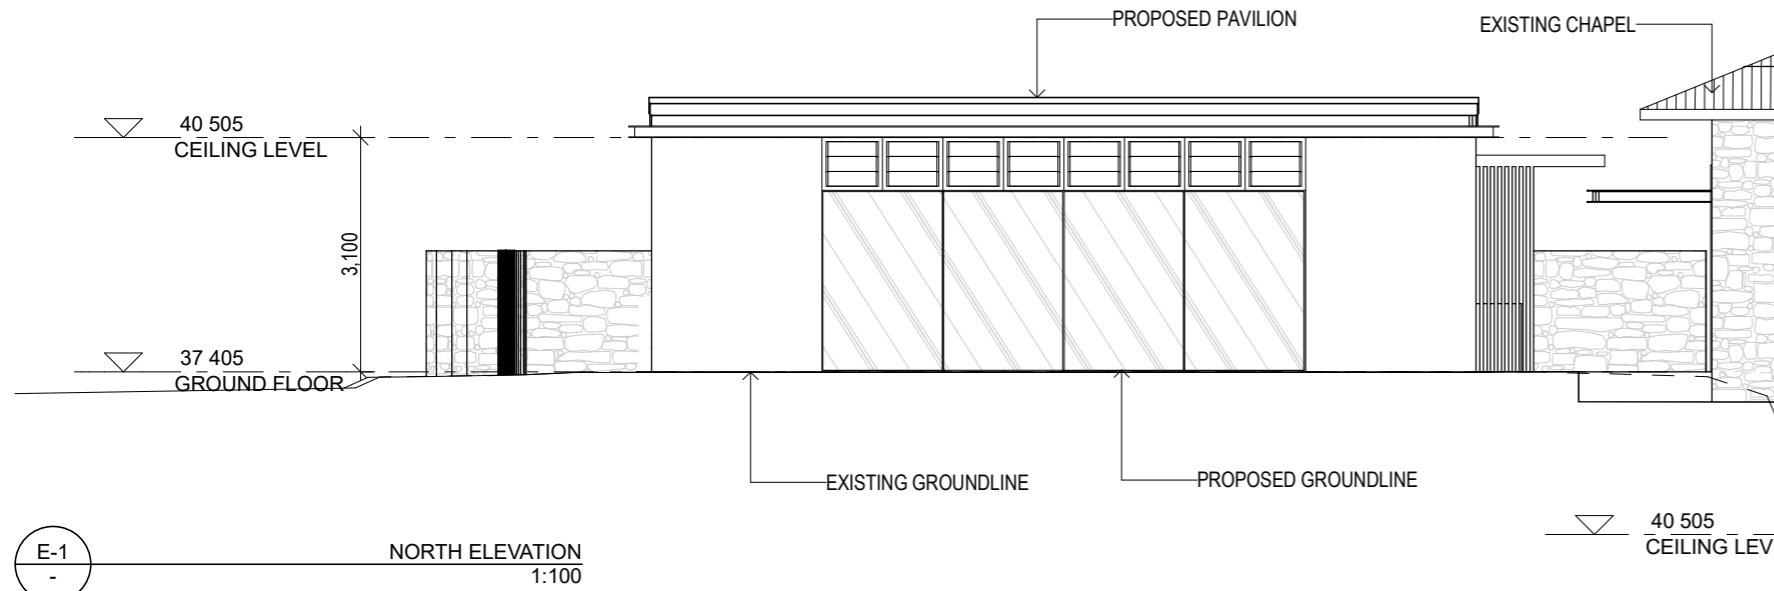 PROPOSED PAVILION
EXISTING CHAPEL
40 505
CEILING LEVEL
3,100
37 405
GROUND FLOOR
EXISTING GROUNDLINE
PROPOSED GROUNDLINE
40 505
CEILING LEV
E-1
-
NORTH ELEVATION
1:100